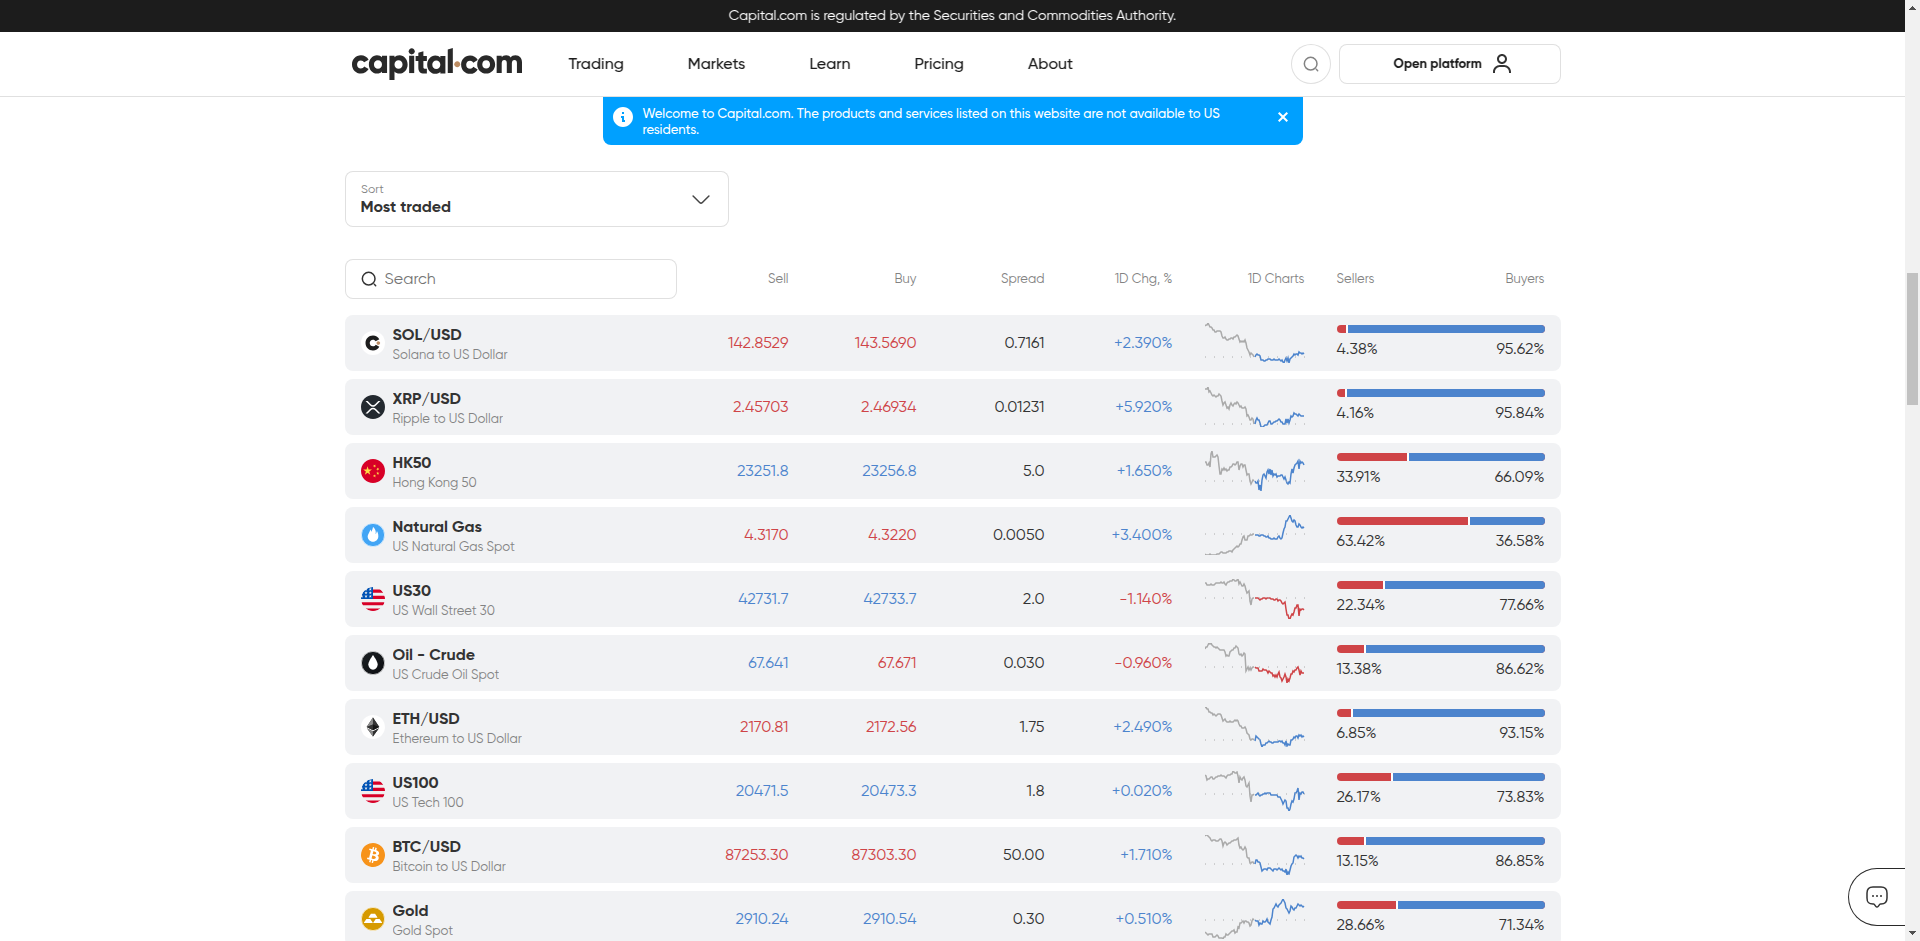 Capital.com is regulated by the Securities and Commodities Authority.
capital.com Trading Markets Learn Pricing About Open platform
Welcome to Capital.com. The products and services listed on this website are not available to US
residents.
Sort
Most traded
Search Sell Buy Spread 1D Chg, % 1D Charts Sellers Buyers
SOL/USD
Solana to US Dollar
142.8529 143.5690 0.7161 +2.390% 4.38% 95.62%
XRP/USD
Ripple to US Dollar
2.45703 2.46934 0.01231 +5.920% 4.16% 95.84%
HK50
Hong Kong 50
23251.8 23256.8 5.0 +1.650% 33.91% 66.09%
Natural Gas
US Natural Gas Spot
4.3170 4.3220 0.0050 +3.400% 63.42% 36.58%
US30
US Wall Street 30
42731.7 42733.7 2.0 -1.140% 22.34% 77.66%
Oil - Crude
US Crude Oil Spot
67.641 67.671 0.030 -0.960% 13.38% 86.62%
ETH/USD
Ethereum to US Dollar
2170.81 2172.56 1.75 +2.490% 6.85% 93.15%
US100
US Tech 100
20471.5 20473.3 1.8 +0.020% 26.17% 73.83%
BTC/USD
Bitcoin to US Dollar
87253.30 87303.30 50.00 +1.710% 13.15% 86.85%
Gold
Gold Spot
2910.24 2910.54 0.30 +0.510% 28.66% 71.34%